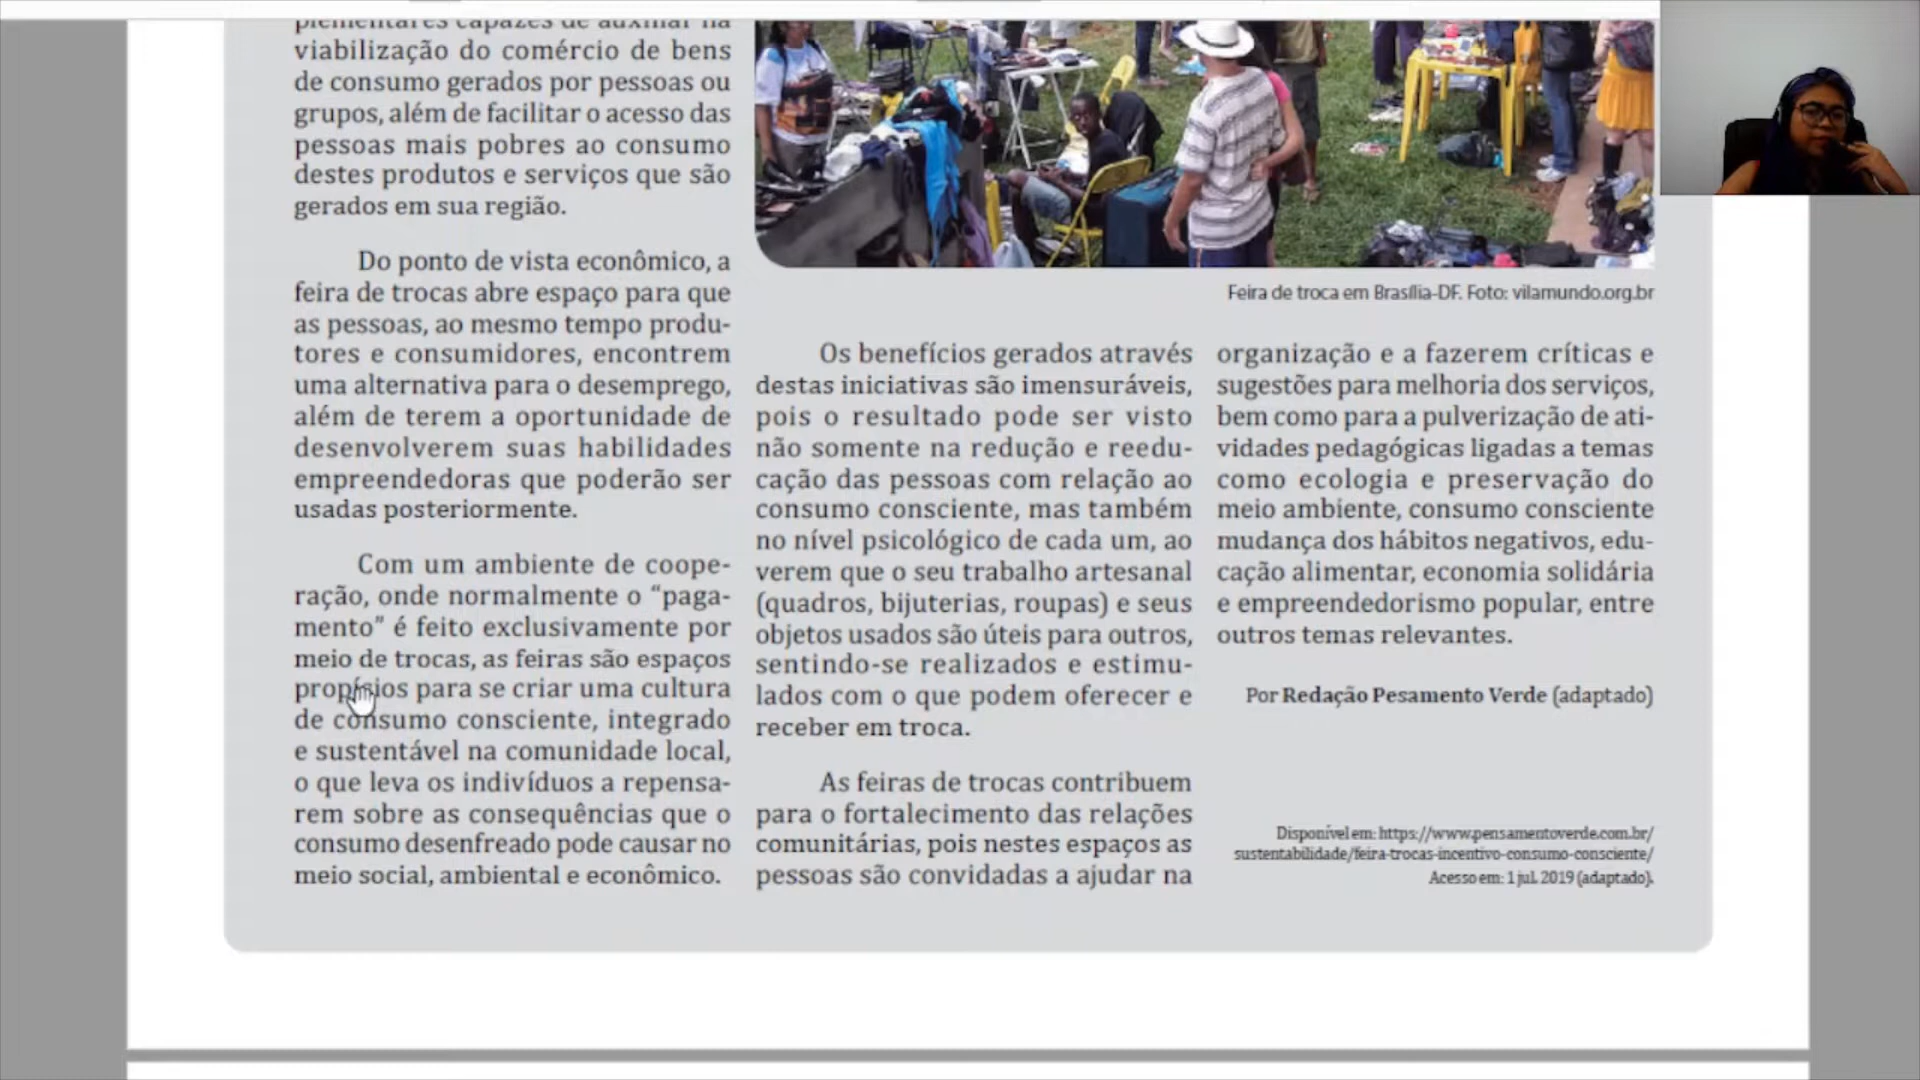 plementares capazes de auxiliar na
viabilização do comércio de bens
de consumo gerados por pessoas ou
grupos, além de facilitar o acesso das
pessoas mais pobres ao consumo
destes produtos e serviços que são
gerados em sua região.
Do ponto de vista econômico, a
feira de trocas abre espaço para que
as pessoas, ao mesmo tempo produ-
tores e consumidores, encontrem
uma alternativa para o desemprego,
além de terem a oportunidade de
desenvolverem suas habilidades
empreendedoras que poderão ser
usadas posteriormente.
Com um ambiente de coope-
ração, onde normalmente o “paga-
mento” é feito exclusivamente por
meio de trocas, as feiras são espaços
propícios para se criar uma cultura
de consumo consciente, integrado
e sustentável na comunidade local,
o que leva os indivíduos a repensa-
rem sobre as consequências que o
consumo desenfreado pode causar no
meio social, ambiental e econômico.
Feira de troca em Brasília-DF. Foto: vilamundo.org.br
Os benefícios gerados através
destas iniciativas são imensuráveis,
pois o resultado pode ser visto
não somente na redução e reedu-
cação das pessoas com relação ao
consumo consciente, mas também
no nível psicológico de cada um, ao
verem que o seu trabalho artesanal
(quadros, bijuterias, roupas) e seus
objetos usados são úteis para outros,
sentindo-se realizados e estimu-
lados com o que podem oferecer e
receber em troca.
As feiras de trocas contribuem
para o fortalecimento das relações
comunitárias, pois nestes espaços as
pessoas são convidadas a ajudar na
organização e a fazerem críticas e
sugestões para melhoria dos serviços,
bem como para a pulverização de ati-
vidades pedagógicas ligadas a temas
como ecologia e preservação do
meio ambiente, consumo consciente
mudança dos hábitos negativos, edu-
cação alimentar, economia solidária
e empreendedorismo popular, entre
outros temas relevantes.
Por Redação Pesamento Verde (adaptado)
Disponível em: https://www.pensamentoverde.com.br/
sustentabilidade/feira-trocas-incentivo-consumo-consciente/
Acesso em: 1 jul. 2019 (adaptado).